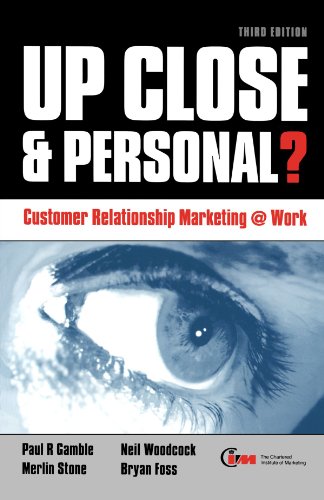 THIRD EDITION
UP CLOSE
& PERSONAL?
Customer Relationship Marketing @ Work
Paul R Gamble
Neil Woodcock
Merlin Stone
Bryan Foss
CIM
The Chartered
Institute of Marketing